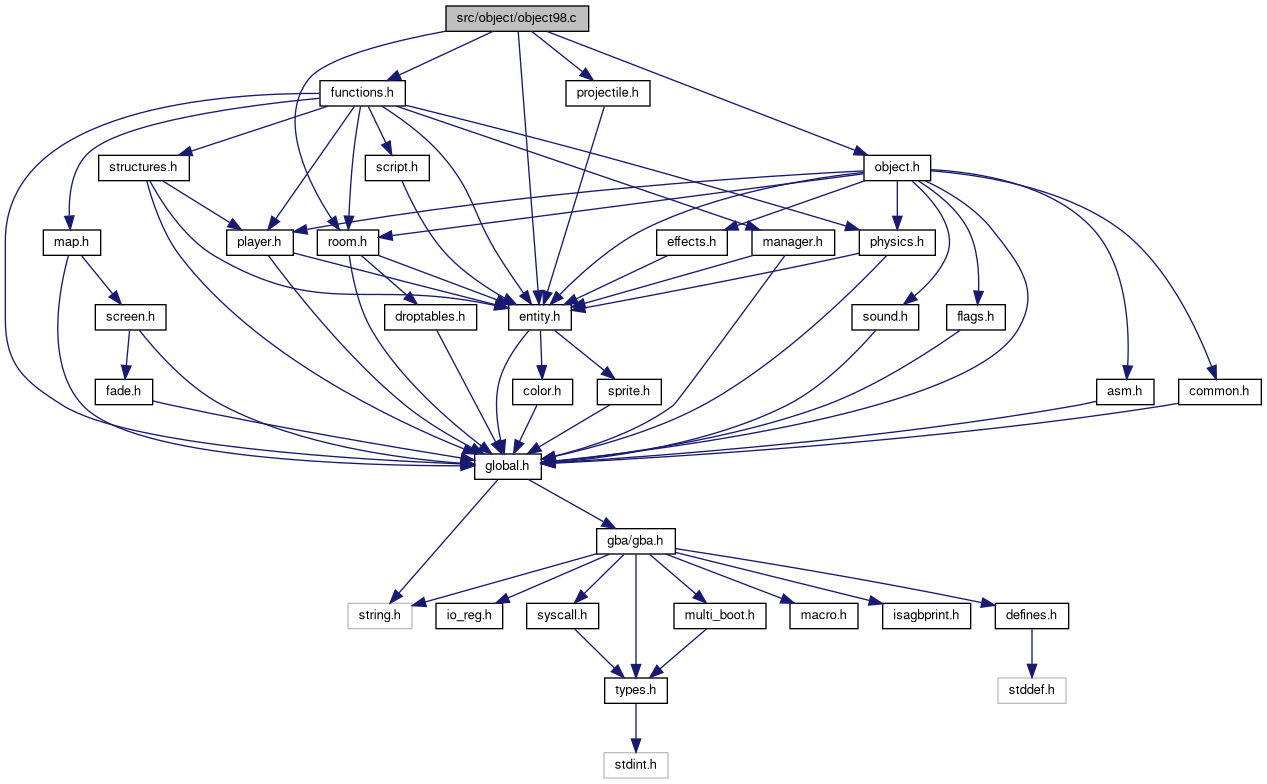 src/object/object98.c
functions.h
projectile.h
structures.h
script.h
object.h
map.h
player.h
room.h
effects.h
manager.h
physics.h
screen.h
droptables.h
entity.h
sound.h
flags.h
fade.h
color.h
sprite.h
asm.h
common.h
global.h
gba/gba.h
string.h
io_reg.h
syscall.h
multi_boot.h
macro.h
isagbprint.h
defines.h
types.h
stddef.h
stdint.h